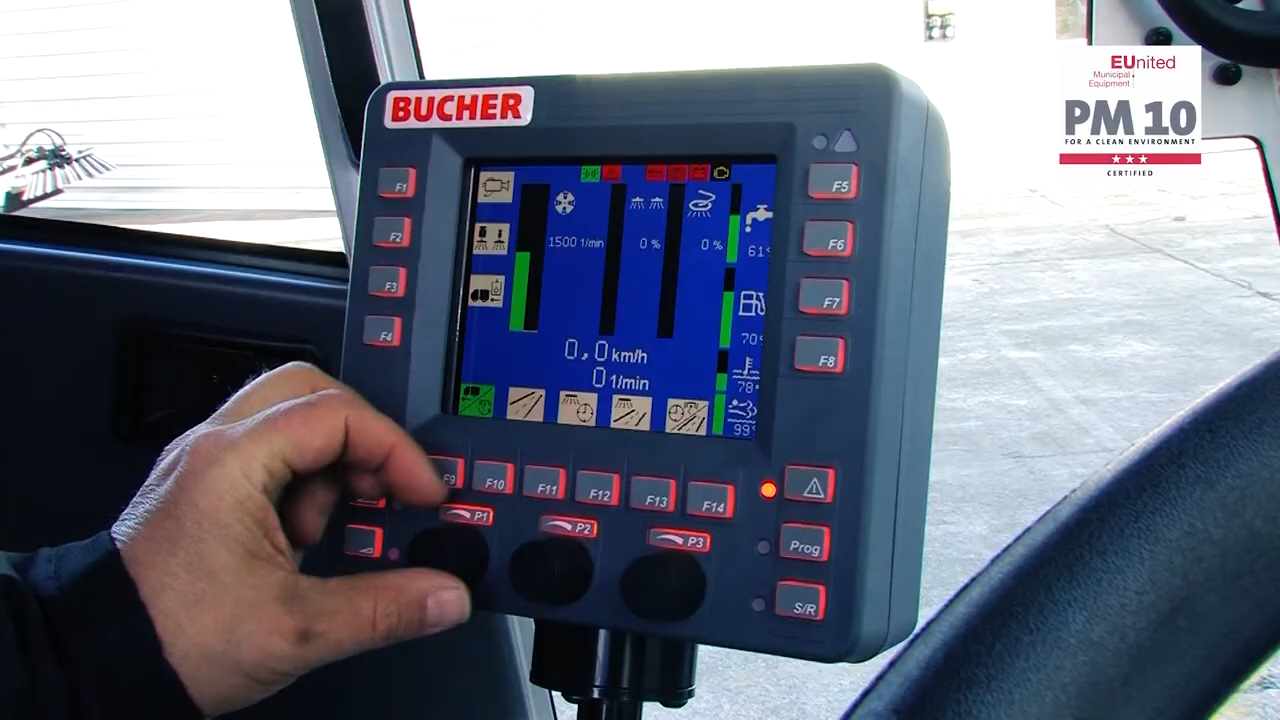 BUCHER
EUnited
Municipal
Equipment
PM 10
FOR A CLEAN ENVIRONMENT
CERTIFIED
F1
F2
F3
F4
F5
F6
F7
F8
1500 1/min
0 %
0 %
61°
70°
78°
99°
0,0 km/h
0 1/min
F9
F10
F11
F12
F13
F14
P1
P2
P3
Prog
S/R